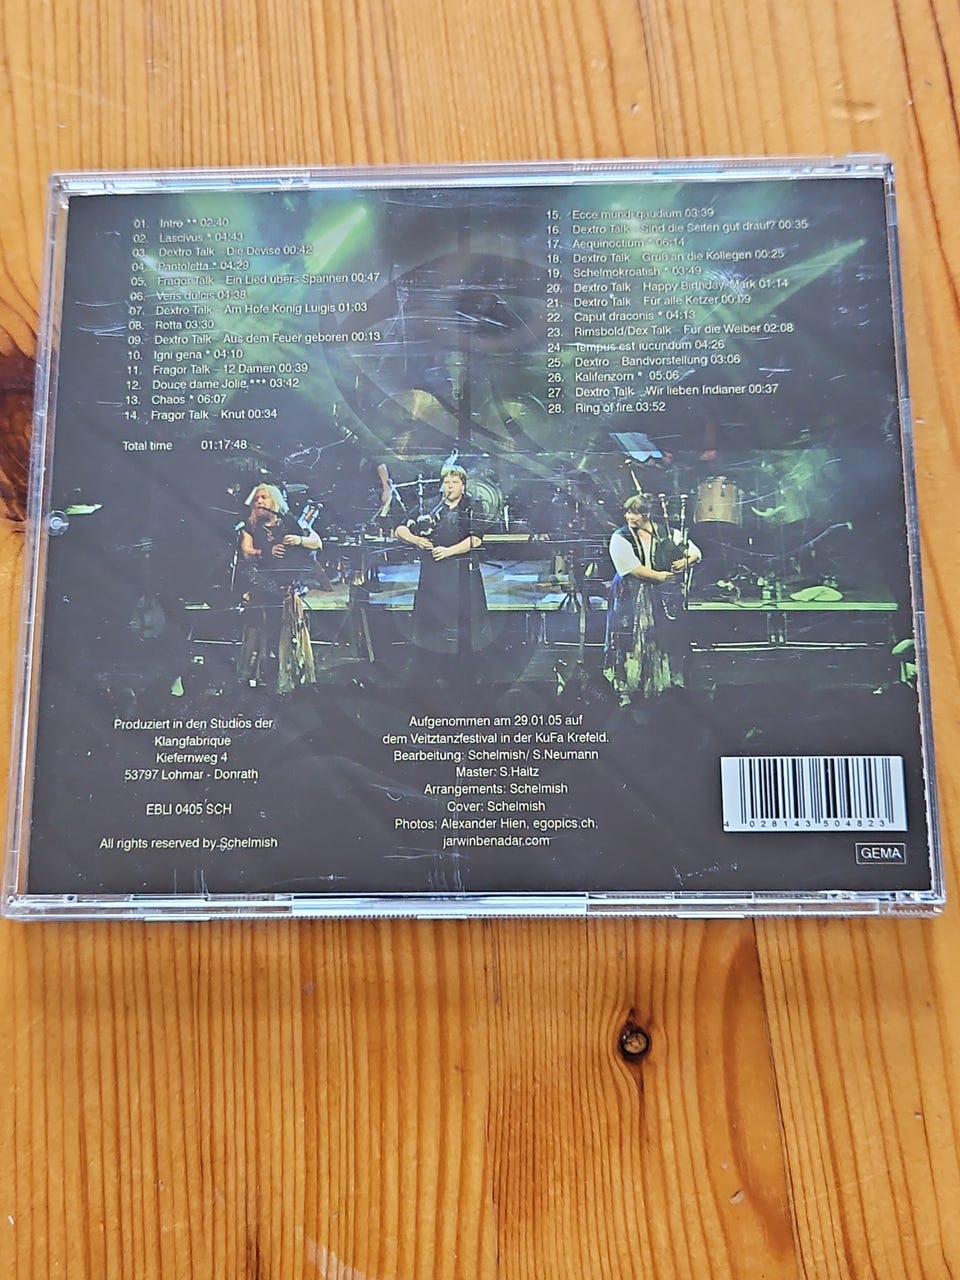 01. Intro ** 02:40
02. Lascivus * 04:43
03. Dextro Talk – Die Devise 00:42
04. Pantoletta * 04:29
05. Fragor Talk – Ein Lied übers Spannen 00:47
06. Veris dulcis 04:38
07. Dextro Talk – Am Hofe König Luigis 01:03
08. Rotta 03:30
09. Dextro Talk – Aus dem Feuer geboren 00:13
10. Igni gena * 04:10
11. Fragor Talk – 12 Damen 00:39
12. Douce dame Jolie *** 03:42
13. Chaos * 06:07
14. Fragor Talk – Knut 00:34
Total time 01:17:48
15. Ecce mundi gaudium 03:39
16. Dextro Talk – Sind die Seiten gut drauf? 00:35
17. Aequinoctium * 06:14
18. Dextro Talk – Gruß an die Kollegen 00:25
19. Schelmokroatish * 03:49
20. Dextro Talk – Happy Birthday Mark 01:14
21. Dextro Talk – Für alle Ketzer 00:09
22. Caput draconis * 04:13
23. Rimsbold/Dex Talk – Für die Weiber 02:08
24. Tempus est iucundum 04:26
25. Dextro – Bandvorstellung 03:06
26. Kalifenzorn * 05:06
27. Dextro Talk – Wir lieben Indianer 00:37
28. Ring of fire 03:52
Produziert in den Studios der
Klangfabrique
Kiefernweg 4
53797 Lohmar - Donrath
EBLI 0405 SCH
All rights reserved by Schelmish
Aufgenommen am 29.01.05 auf
dem Veitztanzfestival in der KuFa Krefeld.
Bearbeitung: Schelmish/ S.Neumann
Master: S.Haitz
Arrangements: Schelmish
Cover: Schelmish
Photos: Alexander Hien, egopics.ch,
jarwinbenadar.com
4 028143 504823
GEMA